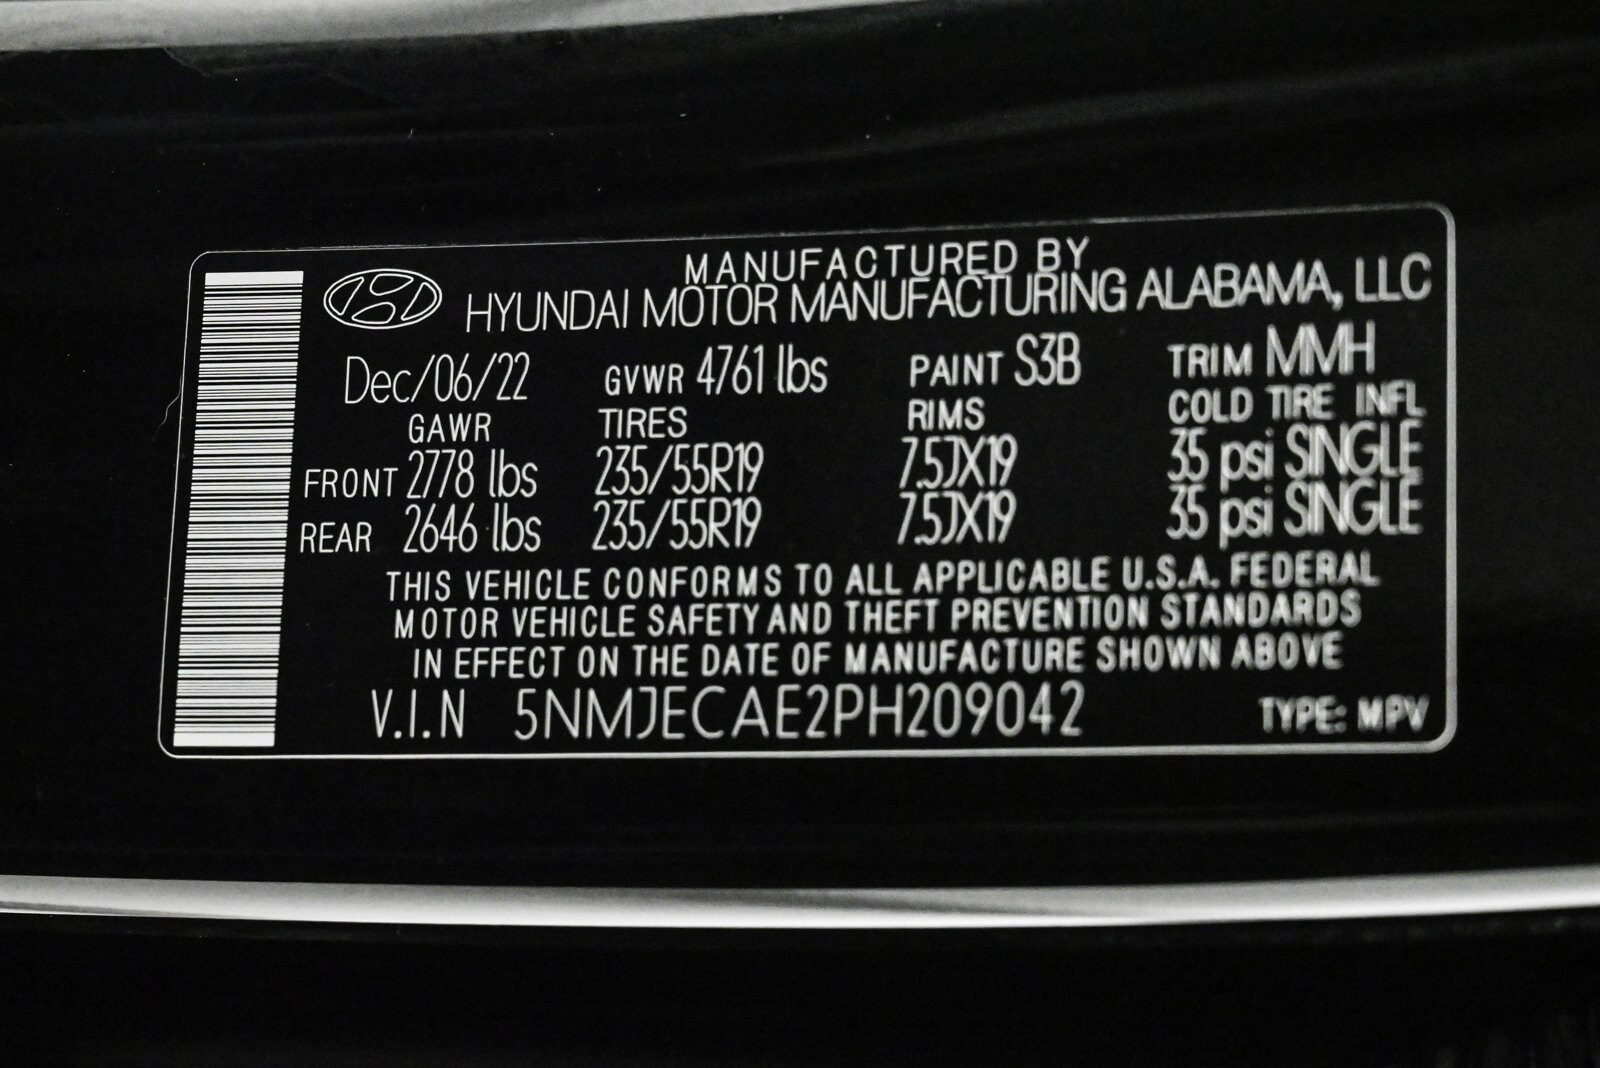 MANUFACTURED BY
HYUNDAI MOTOR MANUFACTURING ALABAMA, LLC
Dec/06/22 GVWR 4761 lbs PAINT S3B TRIM MMH
GAWR TIRES RIMS COLD TIRE INFL
FRONT 2778 lbs 235/55R19 7.5JX19 35 psi SINGLE
REAR 2646 lbs 235/55R19 7.5JX19 35 psi SINGLE
THIS VEHICLE CONFORMS TO ALL APPLICABLE U.S.A. FEDERAL
MOTOR VEHICLE SAFETY AND THEFT PREVENTION STANDARDS
IN EFFECT ON THE DATE OF MANUFACTURE SHOWN ABOVE
V.I.N 5NMJECAE2PH209042 TYPE: MPV